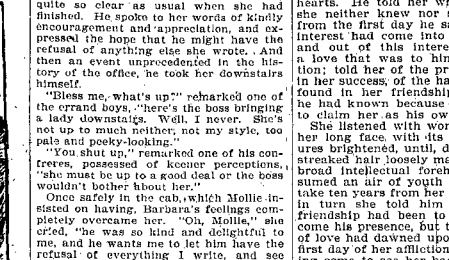 quite so clear as usual when she had
finished. He spoke to her words of kindly
encouragement and appreciation, and ex-
pressed the hope that he might have the
refusal of anything else she wrote. And
then an event unprecedented in the his-
tory of the office, he took her downstairs
himself.
"Bless me, what's up?" remarked one of
the errand boys, "here's the boss bringing
a lady downstairs. Well, I never. She's
not up to much neither; not my style, too
pale and peeky-looking."
"You shut up," remarked one of his con-
freres, possessed of keener perceptions,
"she must be up to a good deal or the boss
wouldn't bother about her."
Once safely in the cab, which Mollie in-
sisted on having, Barbara's feelings com-
pletely overcame her. "Oh, Mollie," she
cried, "he was so kind and delightful to
me, and he wants me to let him have the
refusal of everything I write, and see
hearts. He told her
she neither knew nor
from the first day he sa
interest had come into
and out of this intere
a love that was to him
tion; told her of the pr
in her success, of the ha
found in her friendship
he had known because
to claim her as his ow
She listened with wor
her long face, with its
ures brightened, until, d
streaked hair loosely ma
broad intellectual foreh
sumed an air of youth
take ten years from her
in turn she told him
friendship had been to
come his presence, but t
of love had dawned upo
first day of her affliction